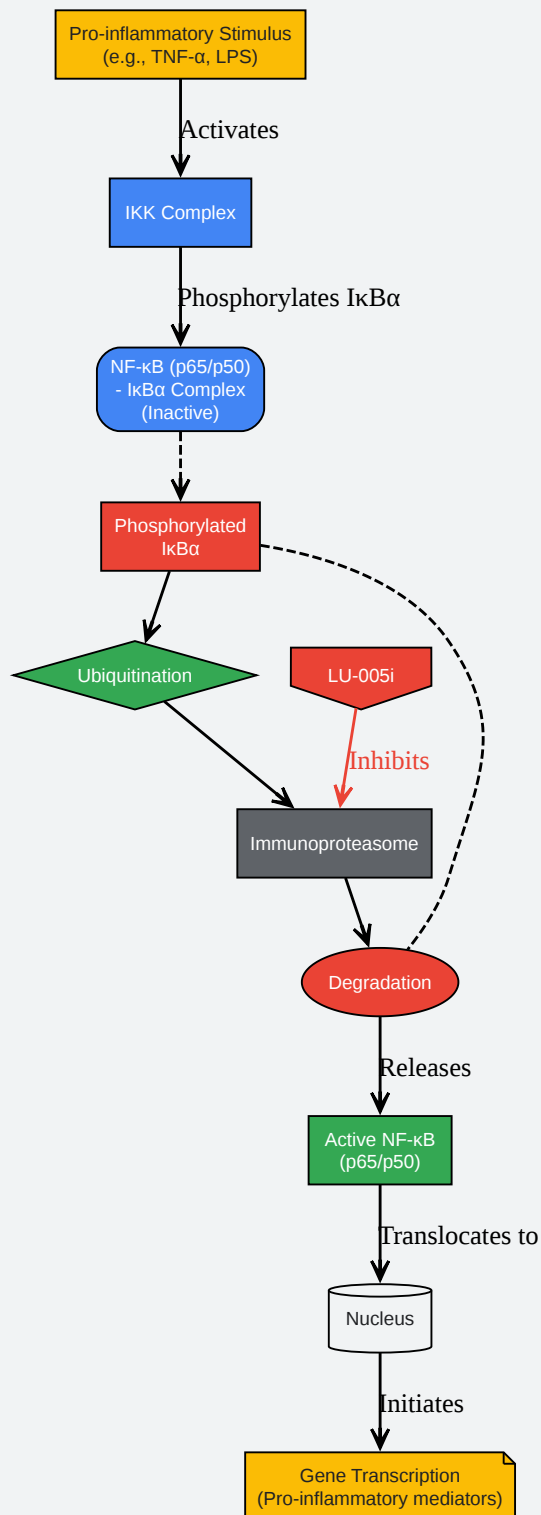 Pro-inflammatory Stimulus
(e.g., TNF-α, LPS)
Activates
IKK Complex
Phosphorylates IκBα
NF-κB (p65/p50)
- IκBα Complex
(Inactive)
Phosphorylated
IκBα
Ubiquitination
LU-005i
Inhibits
Immunoproteasome
Degradation
Releases
Active NF-κB
(p65/p50)
Translocates to
Nucleus
Initiates
Gene Transcription
(Pro-inflammatory mediators)